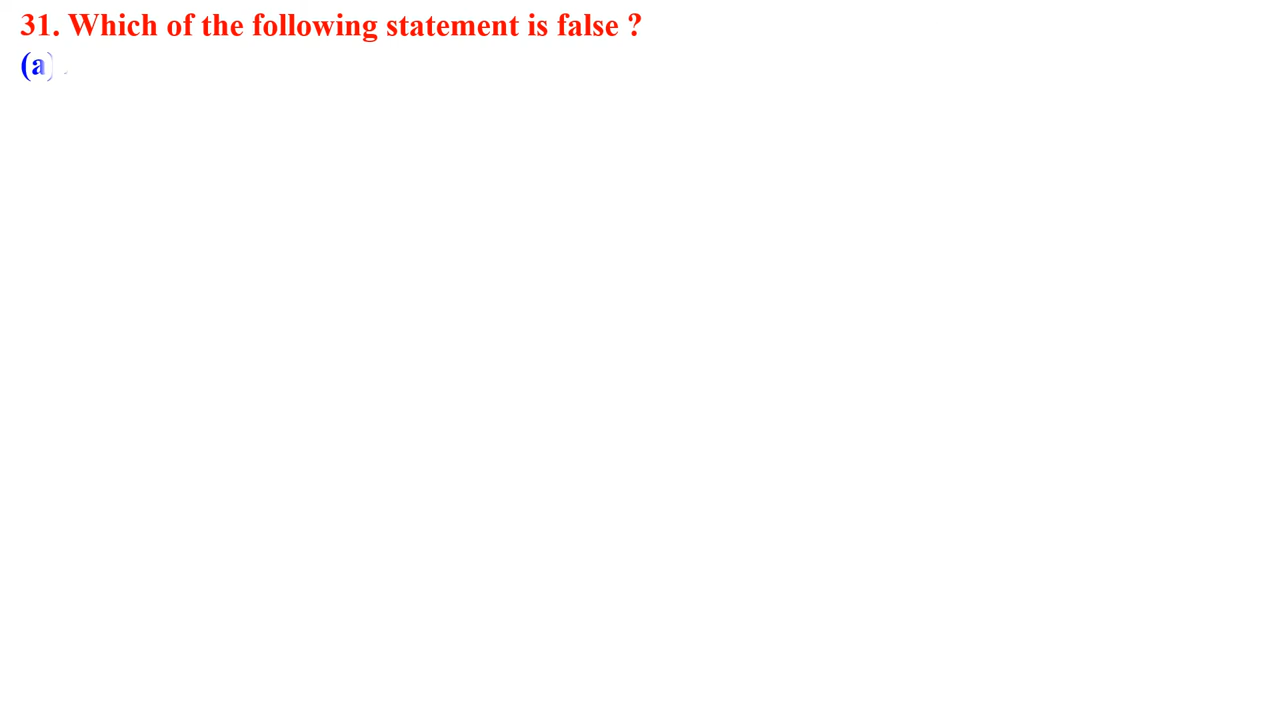 31. Which of the following statement is false ?
(a)